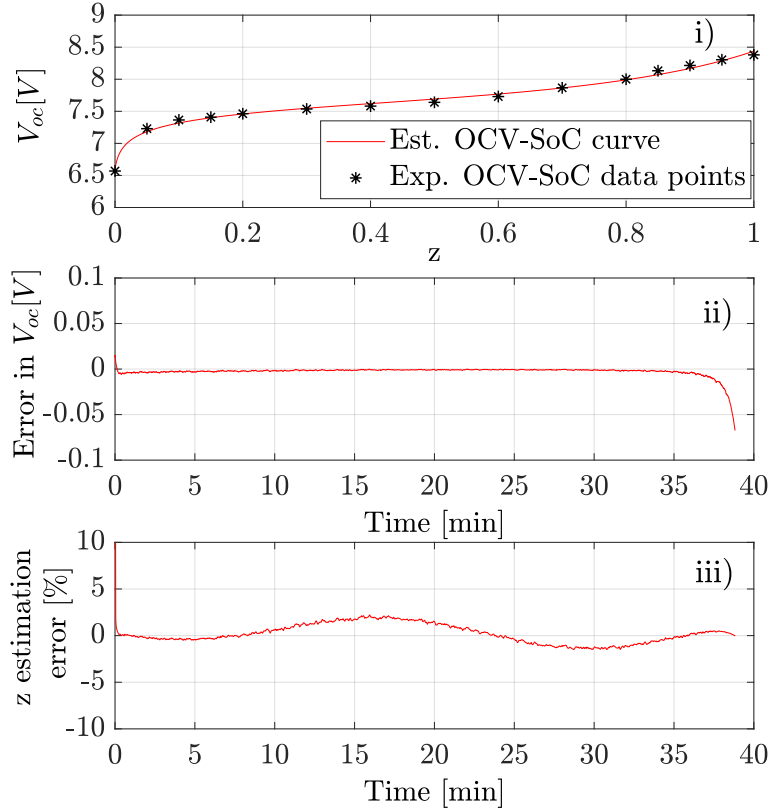 9
8.5
8
7.5
7
6.5
6
V_oc[V]
i)
Est. OCV-SoC curve
Exp. OCV-SoC data points
0 0.2 0.4 0.6 0.8 1
z
0.1
0.05
0
-0.05
-0.1
Error in V_oc[V]
ii)
0 5 10 15 20 25 30 35 40
Time [min]
10
5
0
-5
-10
z estimation
error [%]
iii)
0 5 10 15 20 25 30 35 40
Time [min]